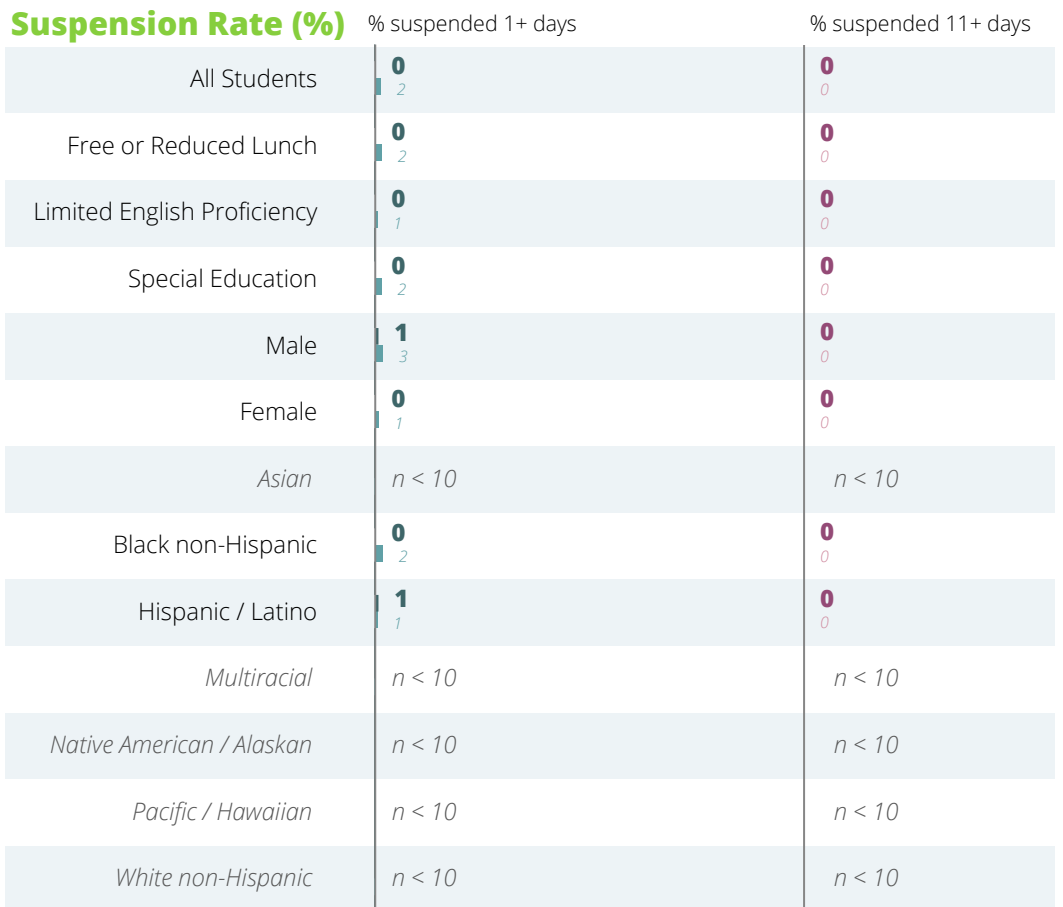 Suspension Rate (%) % suspended 1+ days % suspended 11+ days
All Students 0 0
2 0
Free or Reduced Lunch 0 0
2 0
Limited English Proficiency 0 0
1 0
Special Education 0 0
2 0
Male 1 0
3 0
Female 0 0
1 0
Asian n < 10 n < 10
Black non-Hispanic 0 0
2 0
Hispanic / Latino 1 0
1 0
Multiracial n < 10 n < 10
Native American / Alaskan n < 10 n < 10
Pacific / Hawaiian n < 10 n < 10
White non-Hispanic n < 10 n < 10